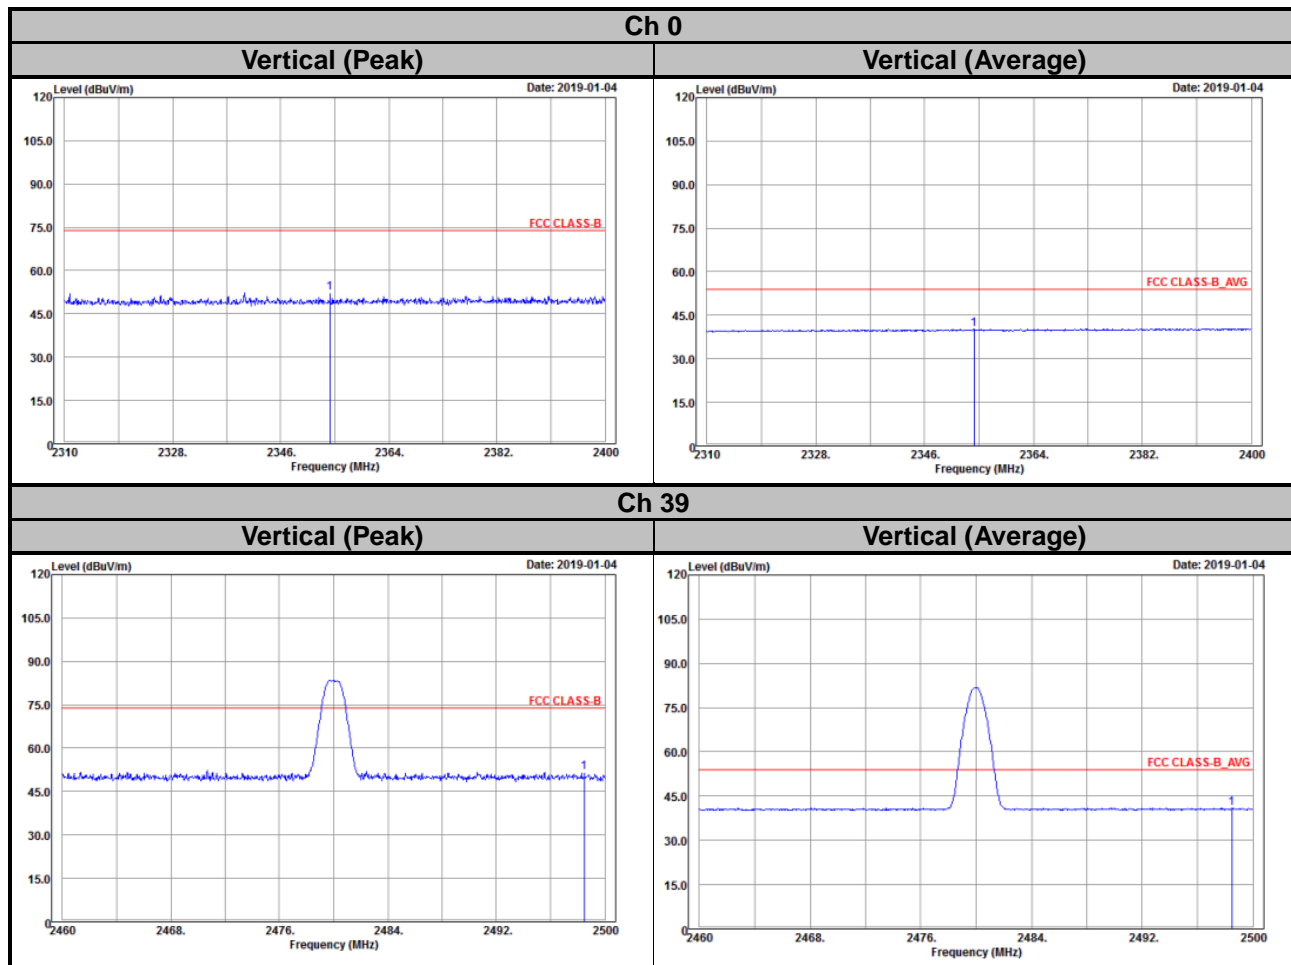 Ch 0
Vertical (Peak) Vertical (Average)
Level (dBuV/m) Date: 2019-01-04
120
105.0
90.0
75.0
FCC CLASS-B
60.0
1
45.0
30.0
15.0
0
2310 2328. 2346. 2364. 2382. 2400
Frequency (MHz)
Level (dBuV/m) Date: 2019-01-04
120
105.0
90.0
75.0
60.0
FCC CLASS-B_AVG
45.0
1
30.0
15.0
0
2310 2328. 2346. 2364. 2382. 2400
Frequency (MHz)
Ch 39
Vertical (Peak) Vertical (Average)
Level (dBuV/m) Date: 2019-01-04
120
105.0
90.0
75.0
FCC CLASS-B
60.0
1
45.0
30.0
15.0
0
2460 2468. 2476. 2484. 2492. 2500
Frequency (MHz)
Level (dBuV/m) Date: 2019-01-04
120
105.0
90.0
75.0
60.0
FCC CLASS-B_AVG
45.0
1
30.0
15.0
0
2460 2468. 2476. 2484. 2492. 2500
Frequency (MHz)